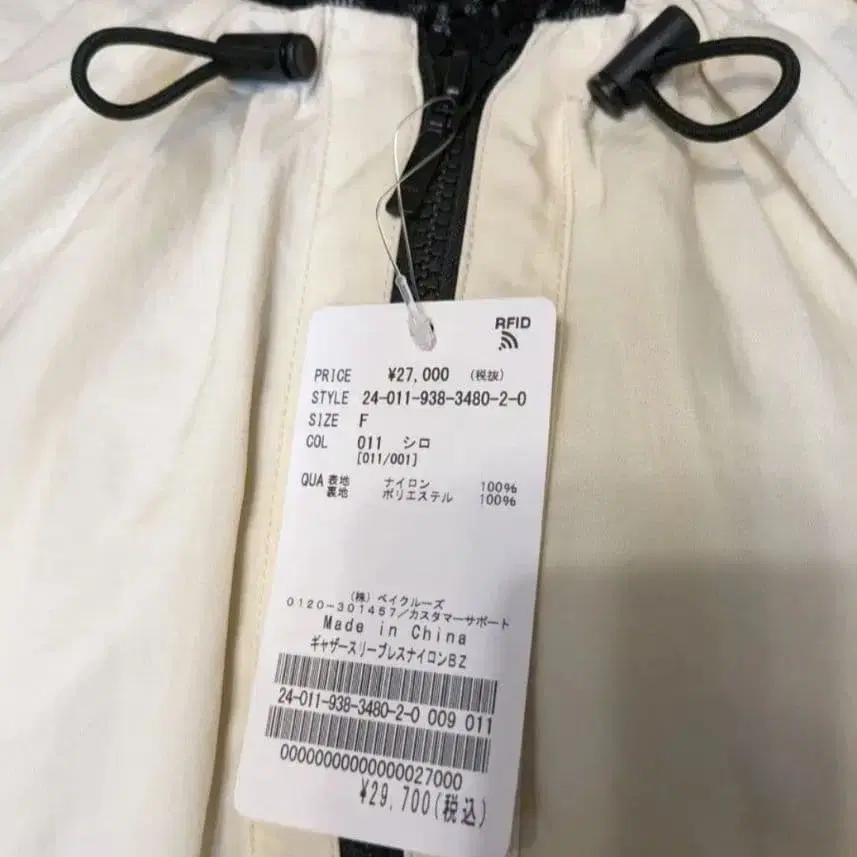 RFID
PRICE ¥27,000 (税抜)
STYLE 24-011-938-3480-2-0
SIZE F
COL 011 シロ
[011/001]
QUA 表地 ナイロン 100%
裏地 ポリエステル 100%
(株) ベイクルーズ
0120-301457/カスタマーサポート
Made in China
ギャザースリーブレスナイロンBZ
24-011-938-3480-2-0 009 011
00000000000000027000
¥29,700(税込)